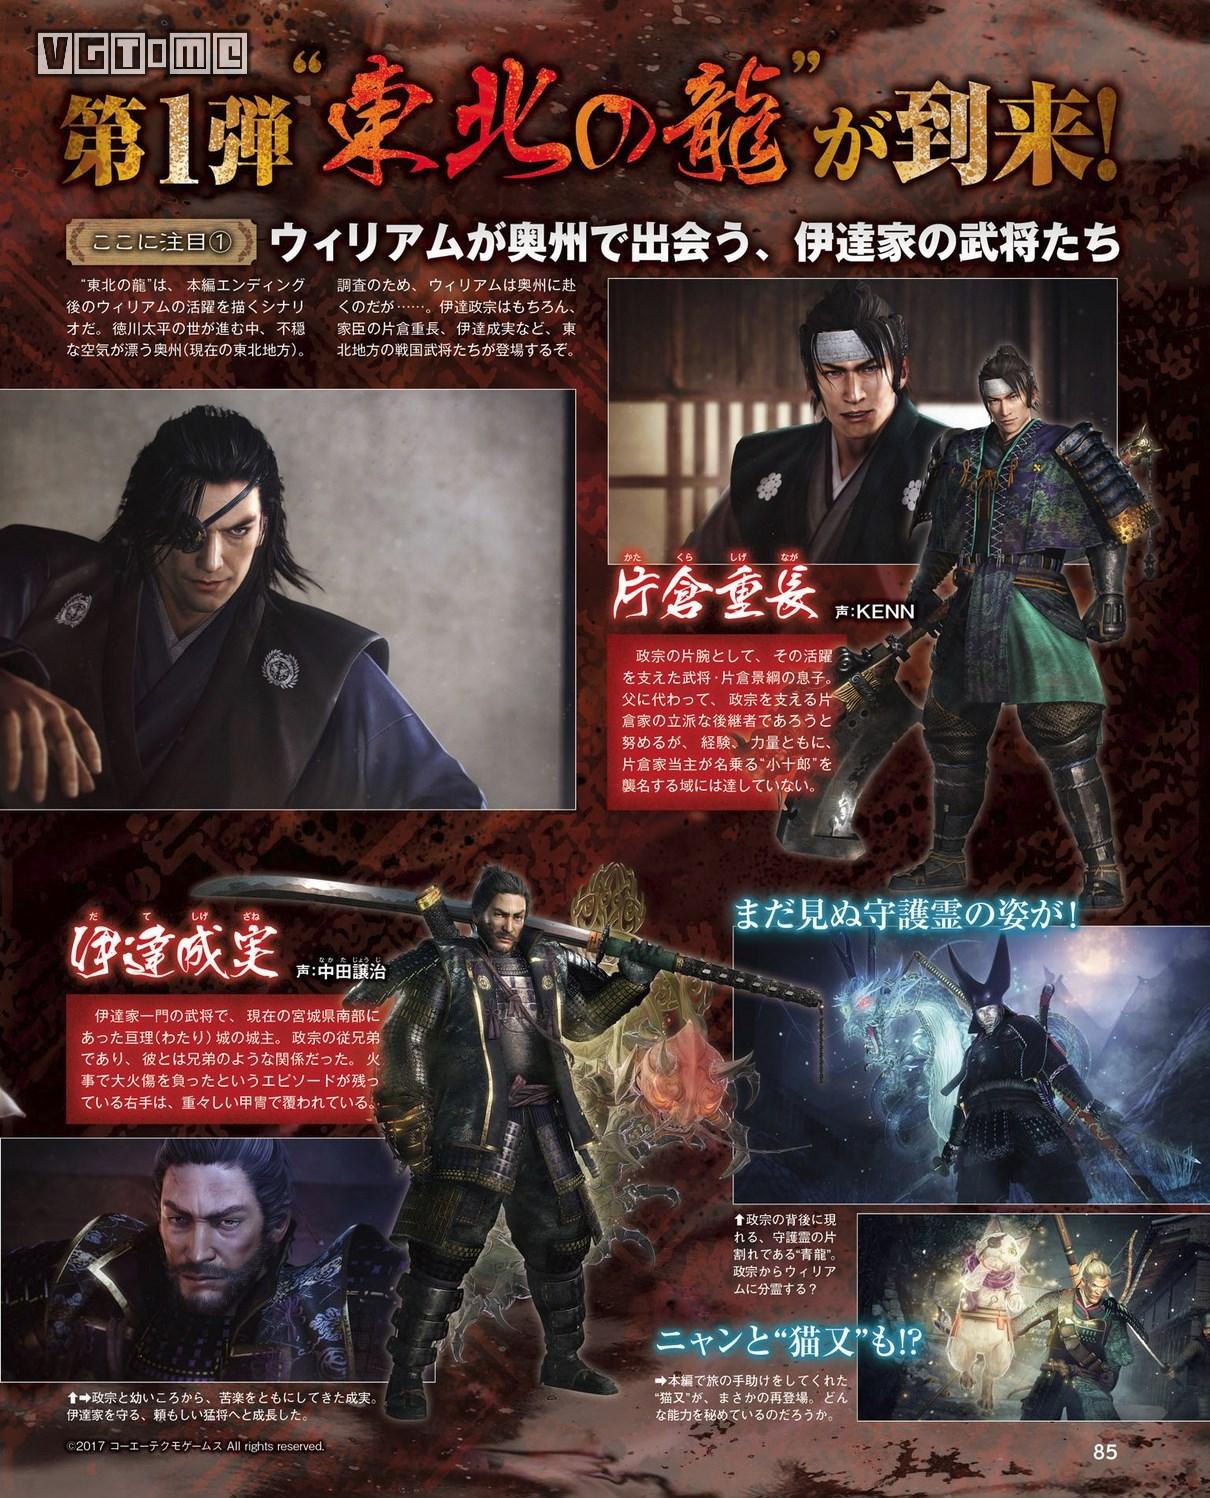 VGTIME
第1弾“東北の龍”が到来!
ここに注目①
ウィリアムが奥州で出会う、伊達家の武将たち
“東北の龍”は、本編エンディング
後のウィリアムの活躍を描くシナリ
オだ。徳川太平の世が進む中、不穏
な空気が漂う奥州(現在の東北地方)。
調査のため、ウィリアムは奥州に赴
くのだが……。伊達政宗はもちろん、
家臣の片倉重長、伊達成実など、東
北地方の戦国武将たちが登場するぞ。
かた くら しげ なが
片倉重長 声:KENN
政宗の片腕として、その活躍
を支えた武将・片倉景綱の息子。
父に代わって、政宗を支える片
倉家の立派な後継者であろうと
努めるが、経験、力量ともに、
片倉家当主が名乗る“小十郎”を
襲名する域には達していない。
だ て しげ ざね
なかたじょうじ
伊達成実 声:中田譲治
伊達家一門の武将で、現在の宮城県南部に
あった亘理(わたり)城の城主。政宗の従兄弟
であり、彼とは兄弟のような関係だった。火
事で大火傷を負ったというエピソードが残っ
ている右手は、重々しい甲冑で覆われている。
⬆➡政宗と幼いころから、苦楽をともにしてきた成実。
伊達家を守る、頼もしい猛将へと成長した。
まだ見ぬ守護霊の姿が!
⬆政宗の背後に現
れる、守護霊の片
割れである“青龍”。
政宗からウィリア
ムに分霊する?
ニャンと“猫又”も!?
➡本編で旅の手助けをしてくれた
“猫又”が、まさかの再登場。どん
な能力を秘めているのだろうか。
©2017 コーエーテクモゲームス All rights reserved.
85